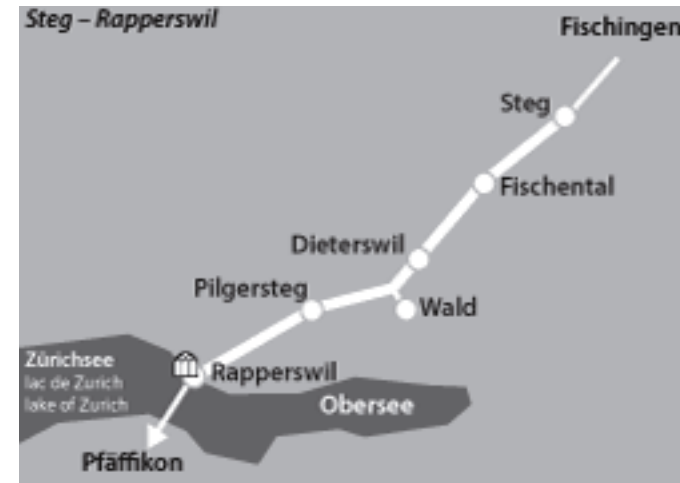 Steg – Rapperswil
Fischingen
Steg
Fischental
Dieterswil
Pilgersteg
Wald
Zürichsee
lac de Zurich
lake of Zurich
Rapperswil
Obersee
Pfäffikon